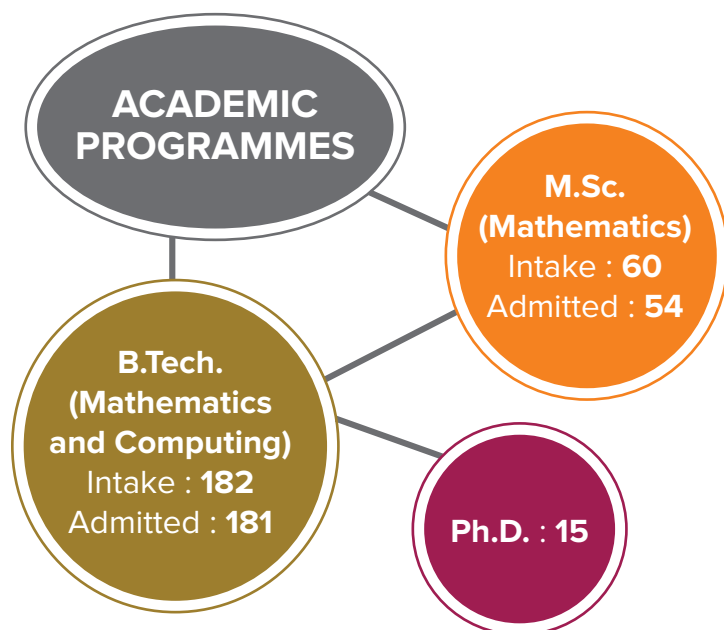 ACADEMIC
PROGRAMMES
M.Sc.
(Mathematics)
Intake : 60
Admitted : 54
B.Tech.
(Mathematics
and Computing)
Intake : 182
Admitted : 181
Ph.D. : 15